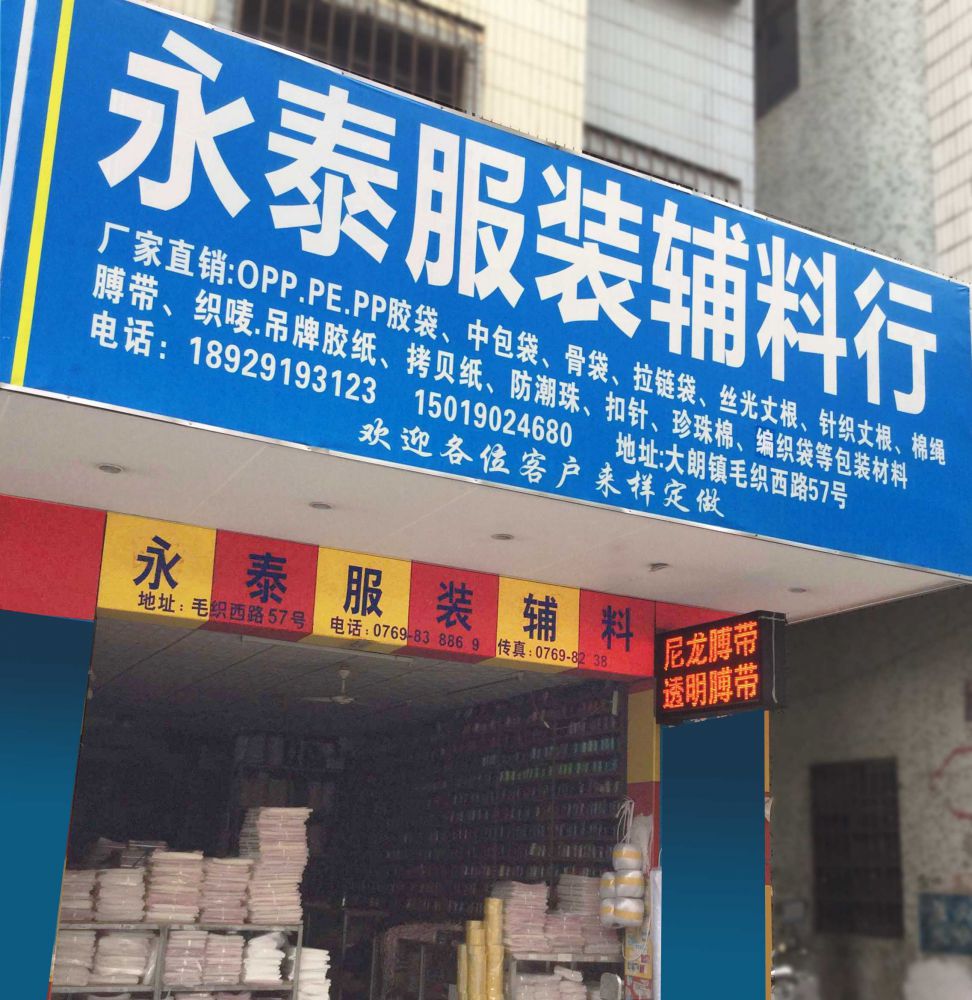 永泰服装辅料行
厂家直销:OPP.PE.PP胶袋、中包袋、骨袋、拉链袋、丝光丈根、针织丈根、棉绳
膊带、织唛.吊牌胶纸、拷贝纸、防潮珠、扣针、珍珠棉、编织袋等包装材料
电话：18929193123 15019024680 地址:大朗镇毛织西路57号
欢迎各位客户来样定做
永泰服装辅料
地址：毛织西路57号 电话：0769-83 886 9 传真:0769-82 38
尼龙膊带
透明膊带